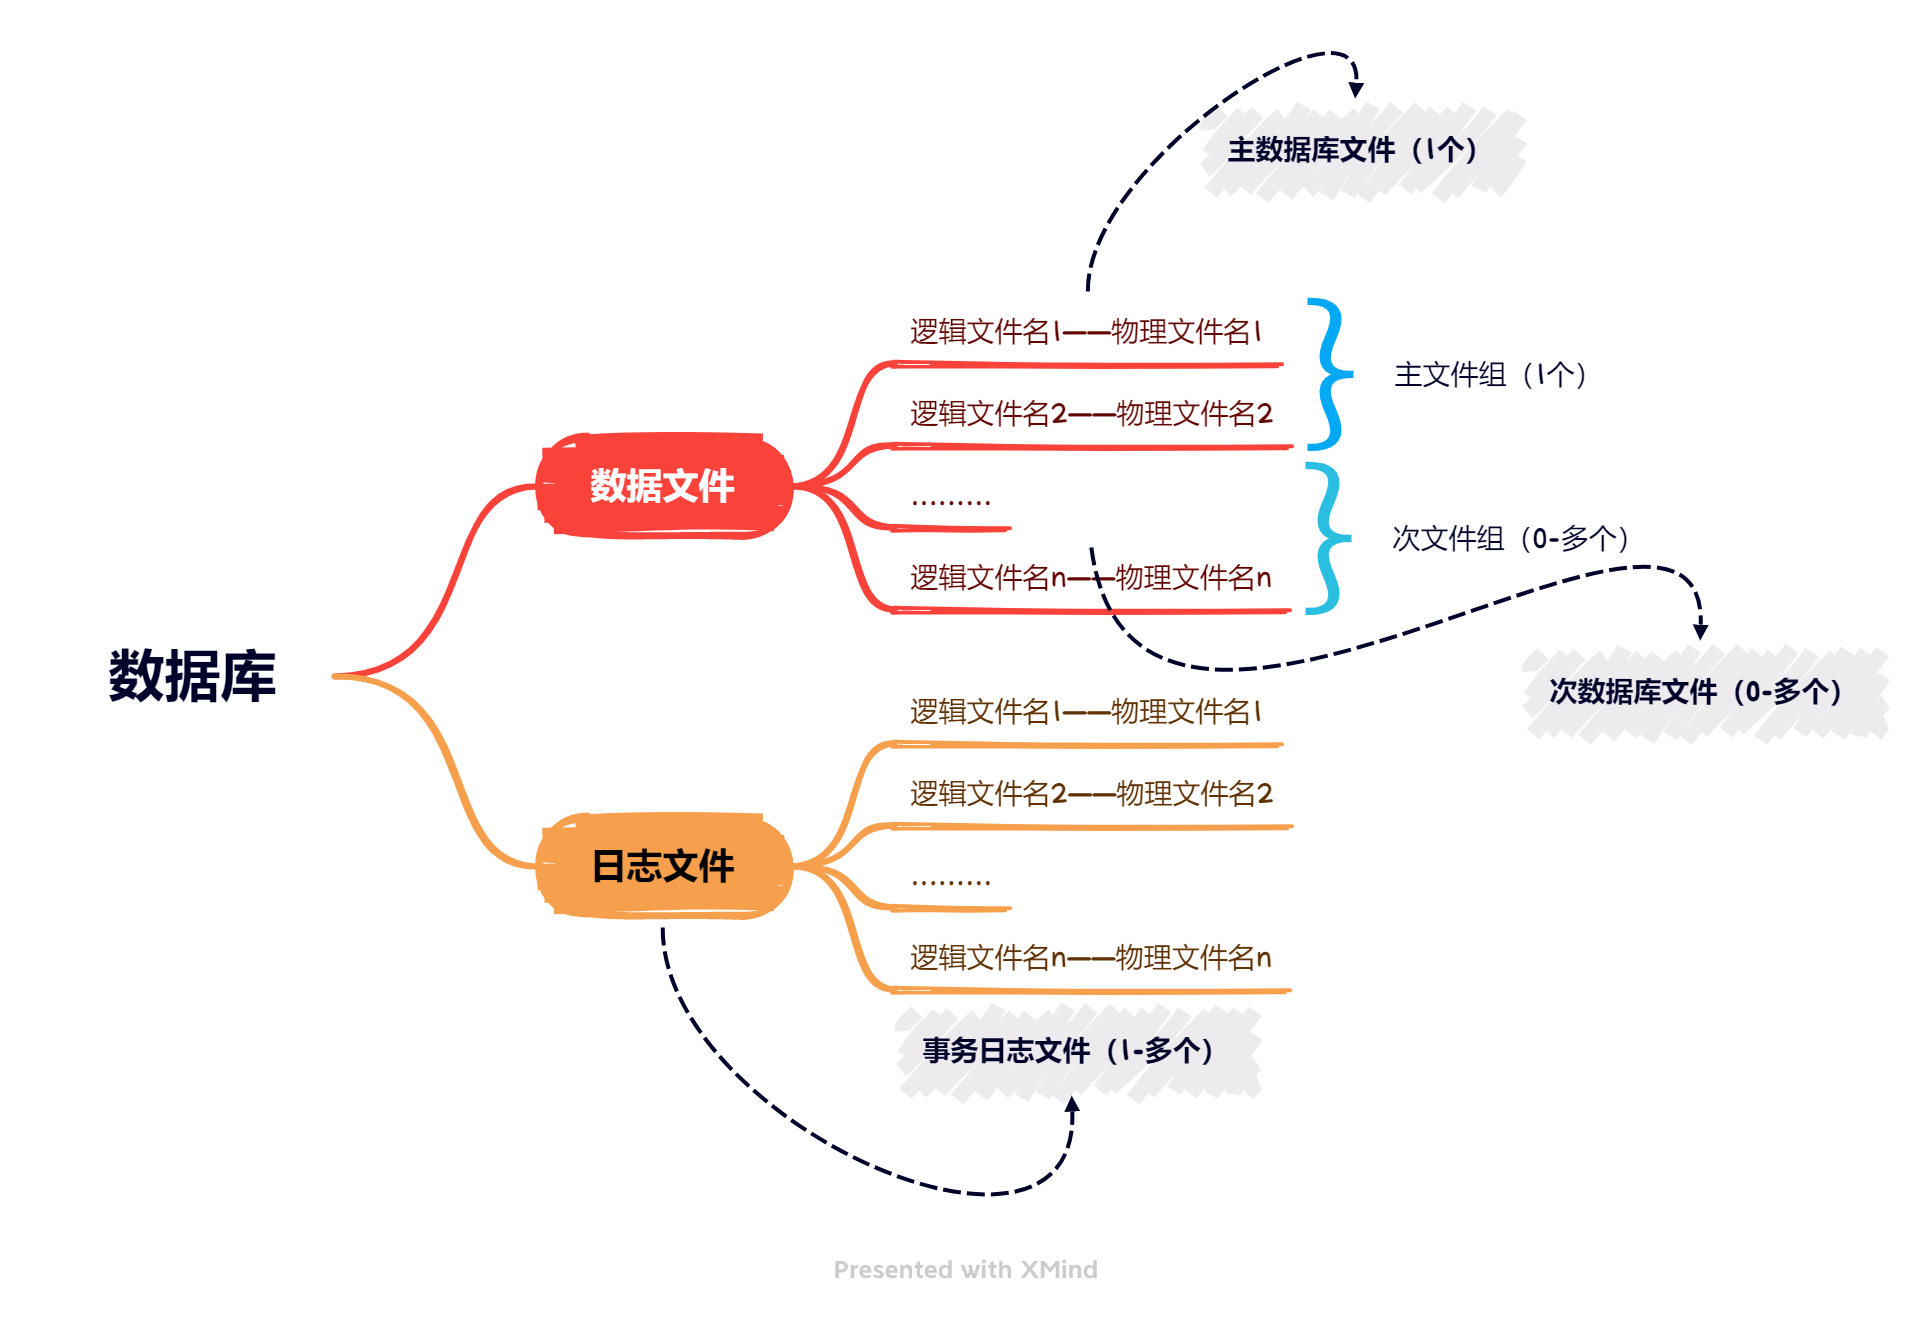 主数据库文件（1个）
逻辑文件名1——物理文件名1
主文件组（1个）
逻辑文件名2——物理文件名2
数据文件
.........
次文件组（0-多个）
逻辑文件名n——物理文件名n
数据库
次数据库文件（0-多个）
逻辑文件名1——物理文件名1
逻辑文件名2——物理文件名2
日志文件
.........
逻辑文件名n——物理文件名n
事务日志文件（1-多个）
Presented with XMind